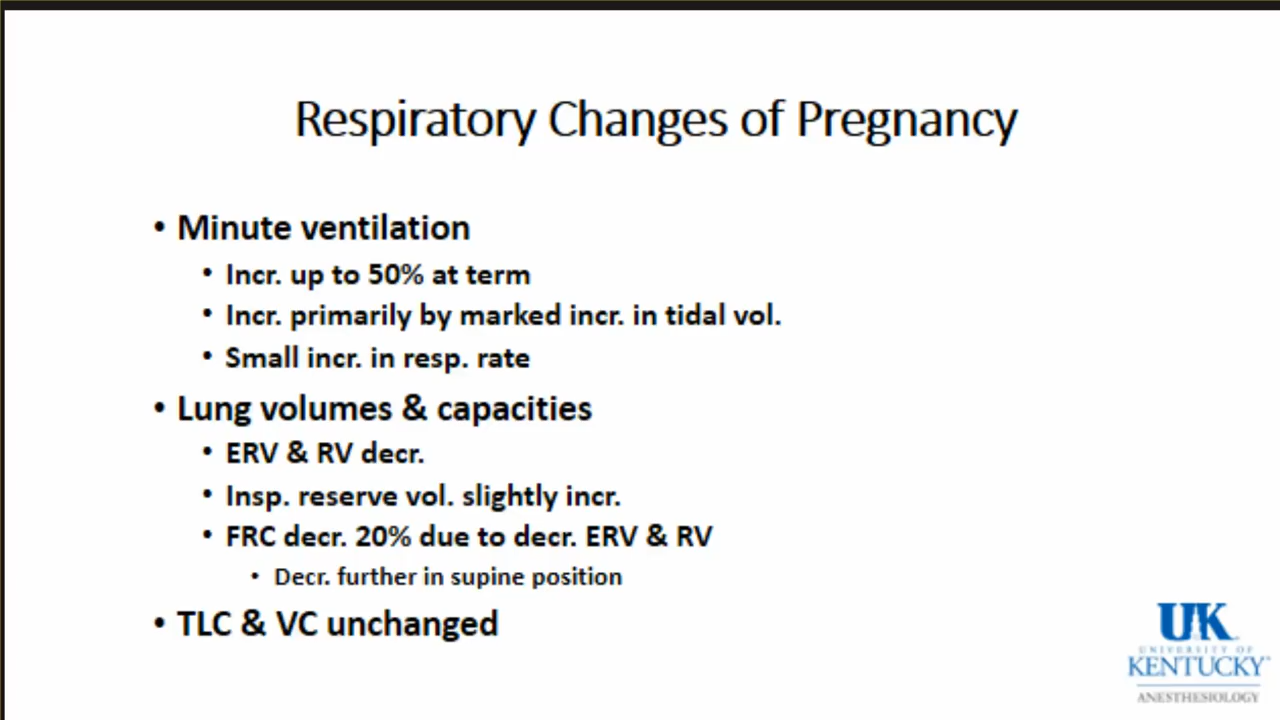 Respiratory Changes of Pregnancy
• Minute ventilation
• Incr. up to 50% at term
• Incr. primarily by marked incr. in tidal vol.
• Small incr. in resp. rate
• Lung volumes & capacities
• ERV & RV decr.
• Insp. reserve vol. slightly incr.
• FRC decr. 20% due to decr. ERV & RV
• Decr. further in supine position
• TLC & VC unchanged
UK
UNIVERSITY OF
KENTUCKY
ANESTHESIOLOGY